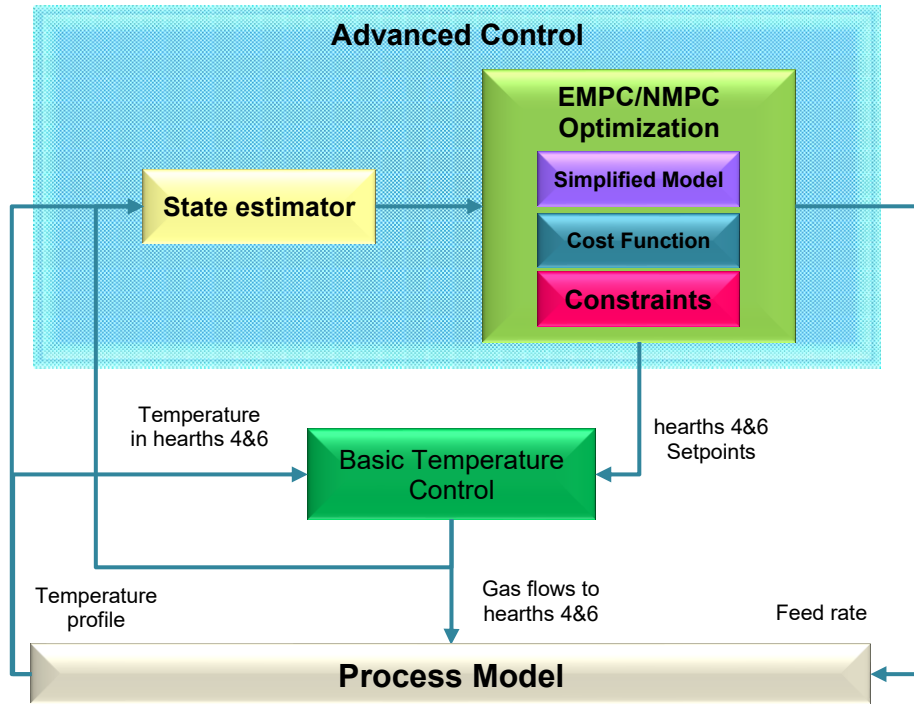 Advanced Control
EMPC/NMPC
Optimization
Simplified Model
State estimator
Cost Function
Constraints
Temperature
in hearths 4&6
hearths 4&6
Setpoints
Basic Temperature
Control
Temperature
profile
Gas flows to
hearths 4&6
Feed rate
Process Model